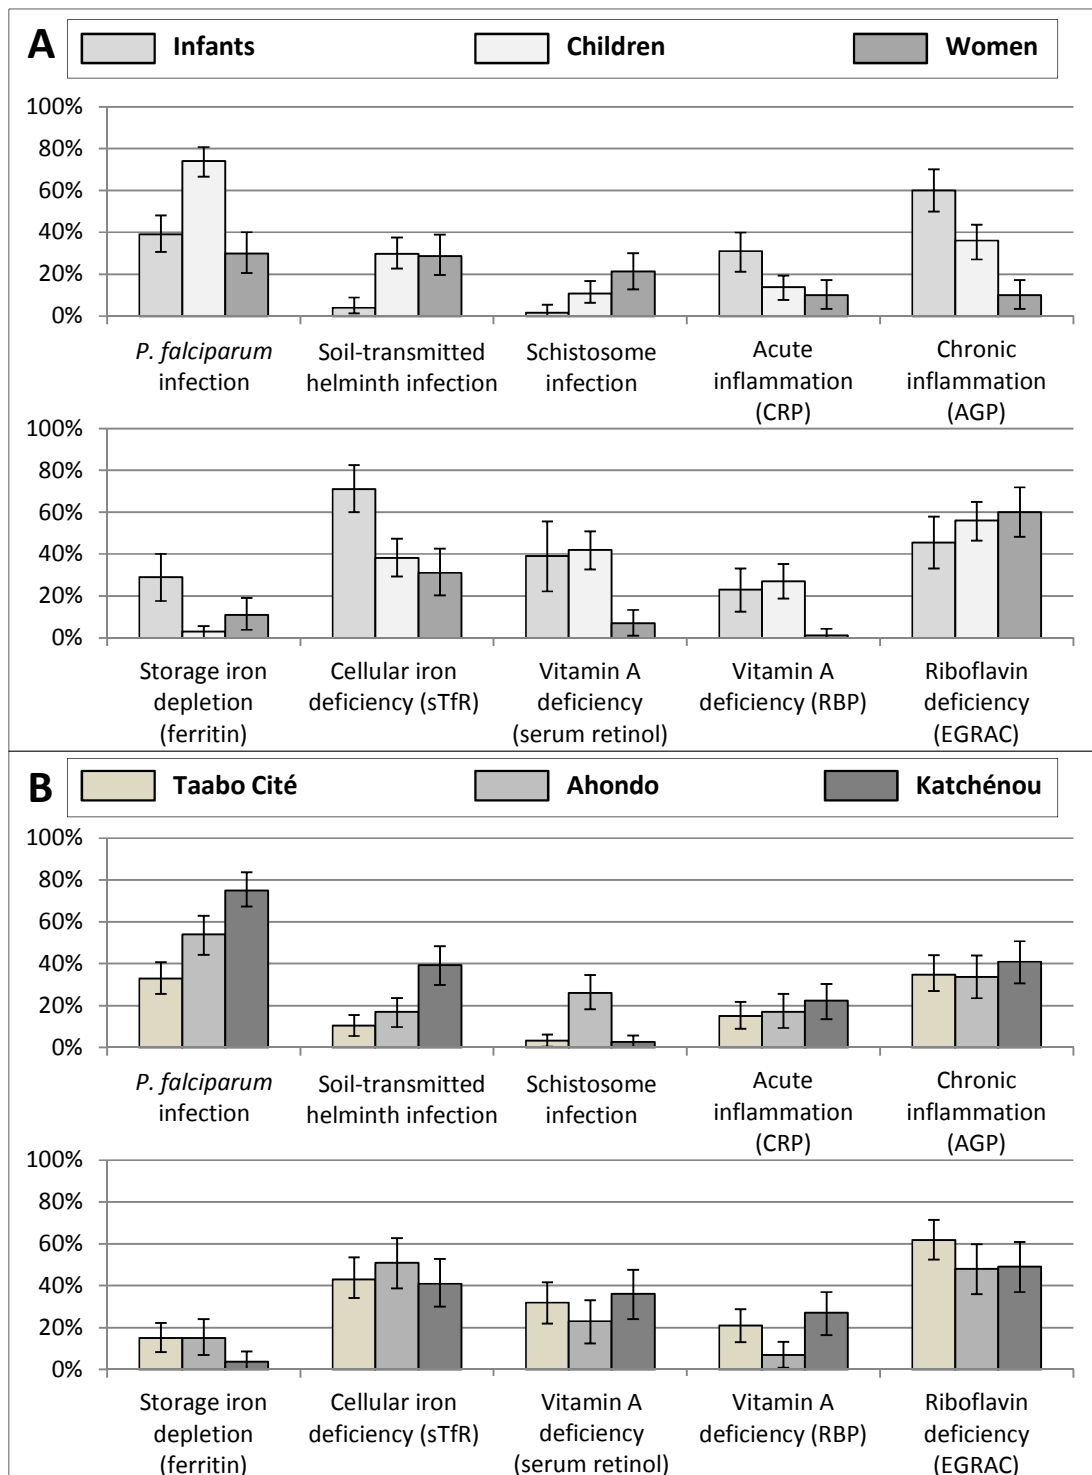 A
Infants Children Women
100%
80%
60%
40%
20%
0%
P. falciparum infection
Soil-transmitted helminth infection
Schistosome infection
Acute inflammation (CRP)
Chronic inflammation (AGP)
100%
80%
60%
40%
20%
0%
Storage iron depletion (ferritin)
Cellular iron deficiency (sTfR)
Vitamin A deficiency (serum retinol)
Vitamin A deficiency (RBP)
Riboflavin deficiency (EGRAC)
B
Taabo Cité Ahondo Katchénou
100%
80%
60%
40%
20%
0%
P. falciparum infection
Soil-transmitted helminth infection
Schistosome infection
Acute inflammation (CRP)
Chronic inflammation (AGP)
100%
80%
60%
40%
20%
0%
Storage iron depletion (ferritin)
Cellular iron deficiency (sTfR)
Vitamin A deficiency (serum retinol)
Vitamin A deficiency (RBP)
Riboflavin deficiency (EGRAC)